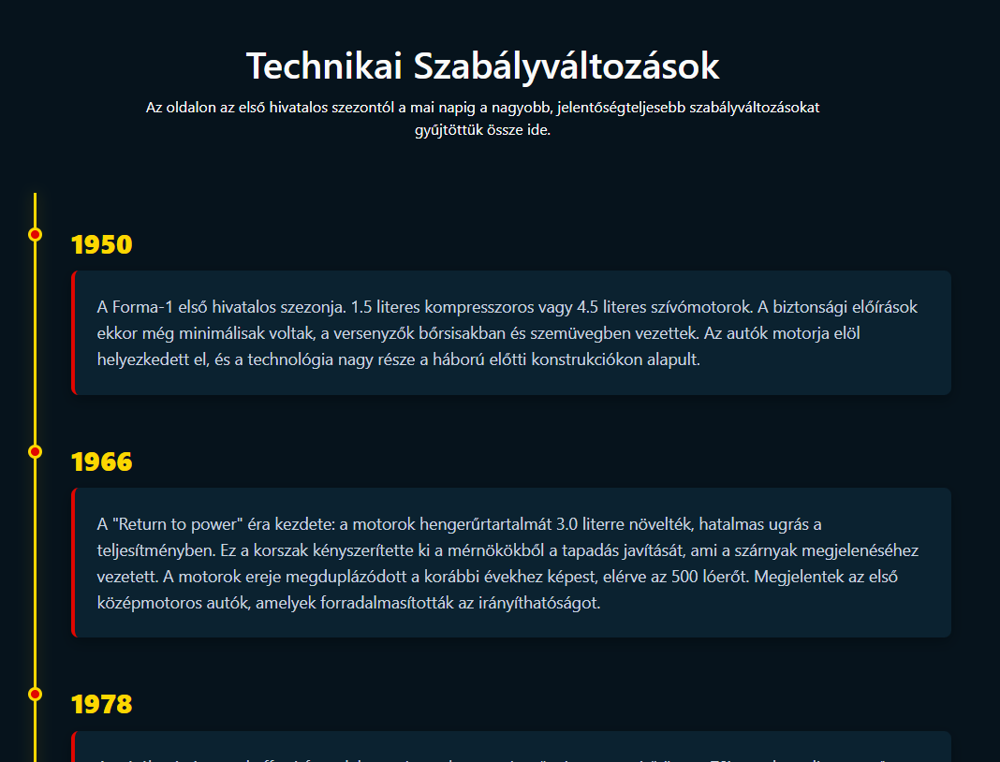 Technikai Szabályváltozások
Az oldalon az első hivatalos szezontól a mai napig a nagyobb, jelentőségteljesebb szabályváltozásokat
gyűjtöttük össze ide.
1950
A Forma-1 első hivatalos szezonja. 1.5 literes kompresszoros vagy 4.5 literes szívómotorok. A biztonsági előírások
ekkor még minimálisak voltak, a versenyzők bőrsisakban és szemüvegben vezettek. Az autók motorja elöl
helyezkedett el, és a technológia nagy része a háború előtti konstrukciókon alapult.
1966
A "Return to power" éra kezdete: a motorok hengerűrtartalmát 3.0 literre növelték, hatalmas ugrás a
teljesítményben. Ez a korszak kényszerítette ki a mérnökökből a tapadás javítását, ami a szárnyak megjelenéséhez
vezetett. A motorok ereje megduplázódott a korábbi évekhez képest, elérve az 500 lóerőt. Megjelentek az első
középmotoros autók, amelyek forradalmasították az irányíthatóságot.
1978